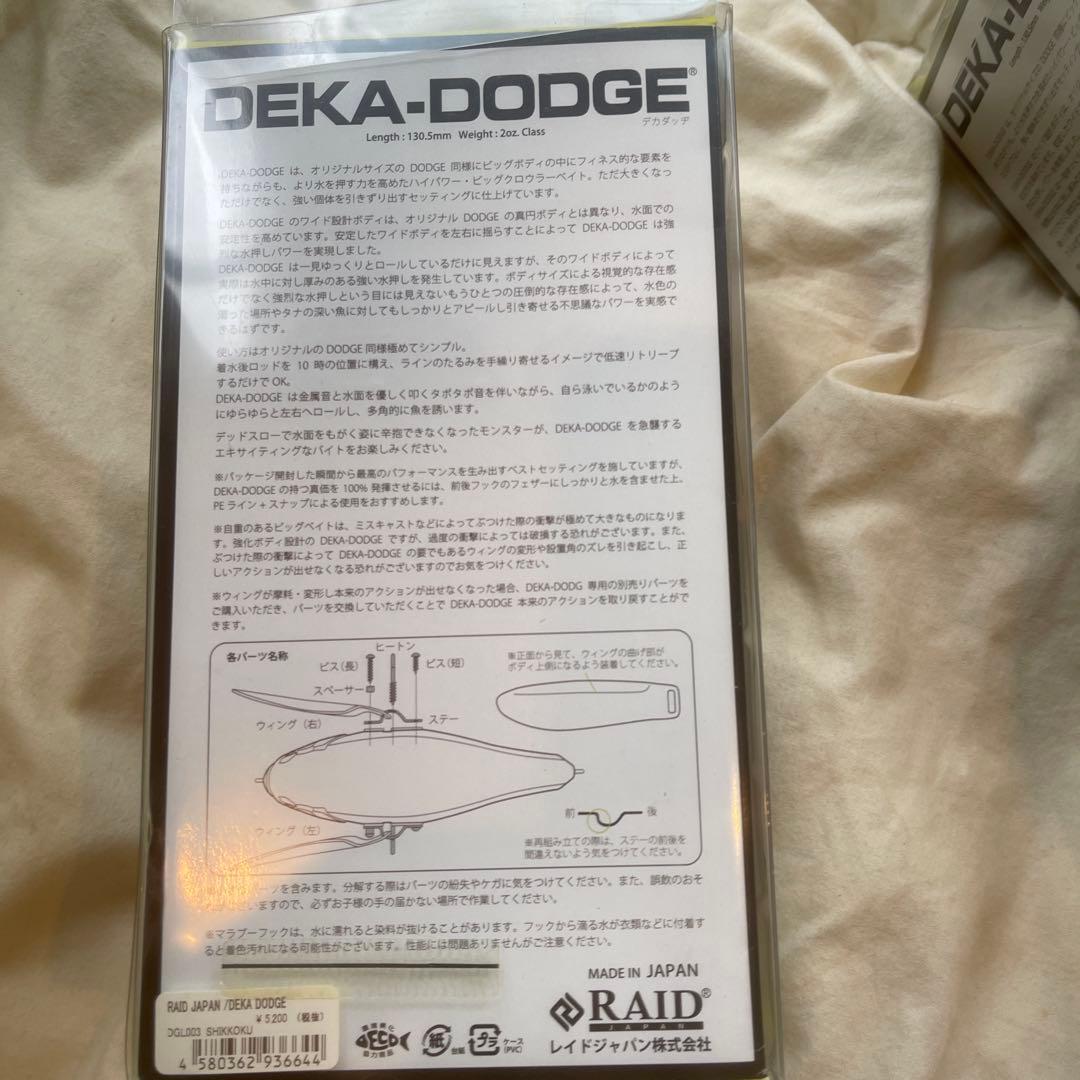 DEKA-DODGE®
デカダッヂ
Length : 130.5mm Weight : 2oz. Class
DEKA-DODGE は、オリジナルサイズの DODGE 同様にビッグボディの中にフィネス的な要素を
持ちながらも、より水を押す力を高めたハイパワー・ビッグクロウラーベイト。ただ大きくなっ
ただけでなく、強い個体を引きずり出すセッティングに仕上げています。
DEKA-DODGE のワイド設計ボディは、オリジナル DODGE の真円ボディとは異なり、水面での
安定性を高めています。安定したワイドボディを左右に揺らすことによって DEKA-DODGE は強
烈な水押しパワーを実現しました。
DEKA-DODGE は一見ゆっくりとロールしているだけに見えますが、そのワイドボディによって
実際は水中に対し厚みのある強い水押しを発生しています。ボディサイズによる視覚的な存在感
だけでなく強烈な水押しという目には見えないもうひとつの圧倒的な存在感によって、水色の
濁った場所やタナの深い魚に対してもしっかりとアピールし引き寄せる不思議なパワーを実感で
きるはずです。
使い方はオリジナルの DODGE 同様極めてシンプル。
着水後ロッドを 10 時の位置に構え、ラインのたるみを手繰り寄せるイメージで低速リトリーブ
するだけで OK。
DEKA-DODGE は金属音と水面を優しく叩くタポタポ音を伴いながら、自ら泳いでいるかのよう
にゆらゆらと左右へロールし、多角的に魚を誘います。
デッドスローで水面をもがく姿に辛抱できなくなったモンスターが、DEKA-DODGE を急襲する
エキサイティングなバイトをお楽しみください。
※パッケージ開封した瞬間から最高のパフォーマンスを生み出すベストセッティングを施していますが、
DEKA-DODGE の持つ真価を 100% 発揮させるには、前後フックのフェザーにしっかりと水を含ませた上、
PE ライン + スナップによる使用をおすすめします。
※自重のあるビッグベイトは、ミスキャストなどによってぶつけた際の衝撃が極めて大きなものになりま
す。強化ボディ設計の DEKA-DODGE ですが、過度の衝撃によっては破損する恐れがございます。また、
ぶつけた際の衝撃によって DEKA-DODGE の要でもあるウィングの変形や設置角のズレを引き起こし、正
しいアクションが出せなくなる恐れがございますのでお気をつけください。
※ウィングが摩耗・変形し本来のアクションが出せなくなった場合、DEKA-DODG 専用の別売りパーツを
ご購入いただき、パーツを交換していただくことで DEKA-DODGE 本来のアクションを取り戻すことがで
きます。
各パーツ名称
ヒートン
ビス（長）
ビス（短）
スペーサー
ウィング（右）
ステー
ウィング（左）
※正面から見て、ウィングの曲げ部が
ボディ上側になるよう装着してください。
前
後
※再組み立ての際は、ステーの前後を
間違えないよう気をつけてください。
ーツを含みます。分解する際はパーツの紛失やケガに気をつけてください。また、誤飲のおそ
いますので、必ずお子様の手の届かない場所で作業してください。
※マラブーフックは、水に濡れると染料が抜けることがあります。フックから滴る水が衣類などに付着す
ると着色汚れになる可能性がございます。性能には問題ありませんがご注意ください。
MADE IN JAPAN
RAID®
JAPAN
レイドジャパン株式会社
ECO
紙
台紙
プラ
ケース
(PVC)
RAID JAPAN /DEKA DODGE
¥5,200 （税抜）
DGL003 SHIKKOKU
4 580362 936644
DEKA-D